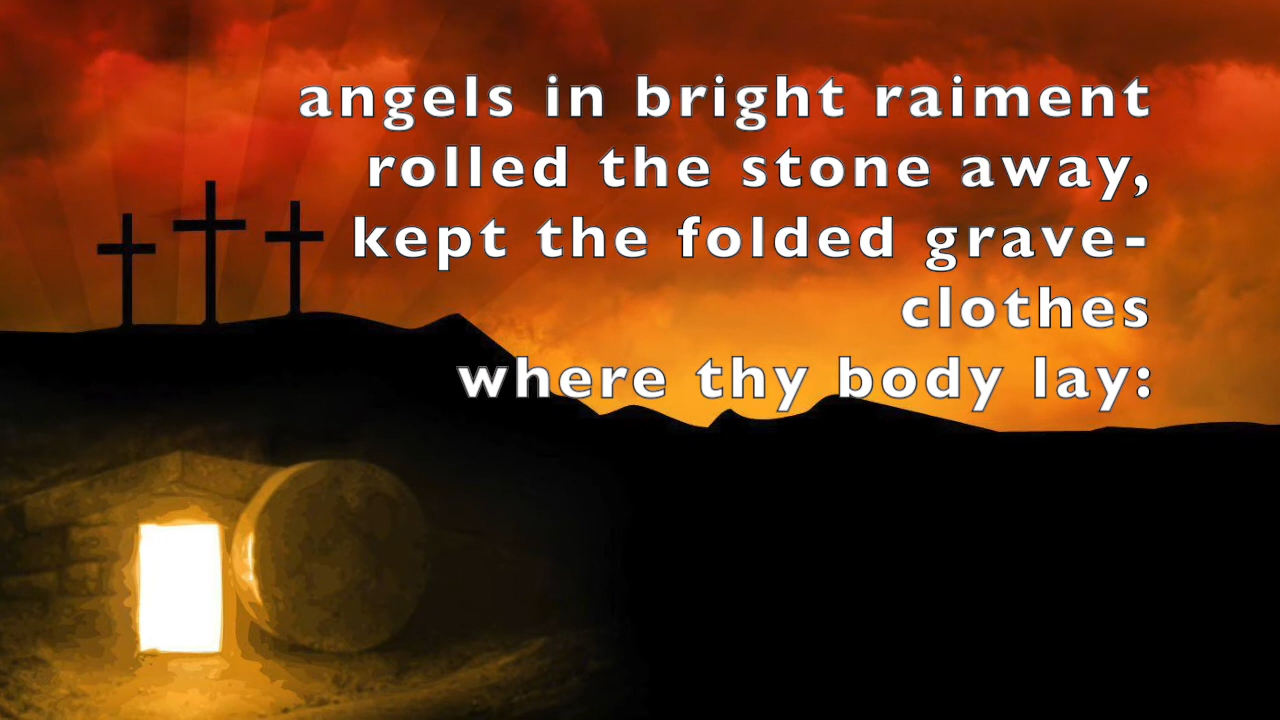 angels in bright raiment
rolled the stone away,
kept the folded grave-
clothes
where thy body lay: